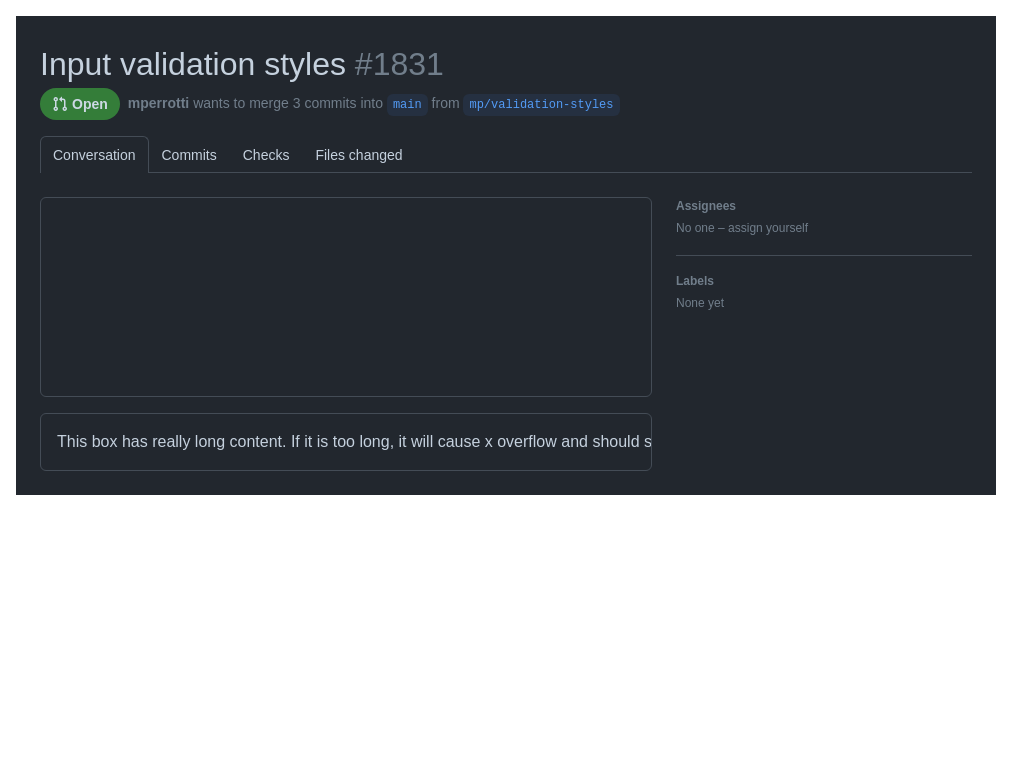 Input validation styles #1831
Open mperrotti wants to merge 3 commits into main from mp/validation-styles
Conversation Commits Checks Files changed
Assignees
No one – assign yourself
Labels
None yet
This box has really long content. If it is too long, it will cause x overflow and should s